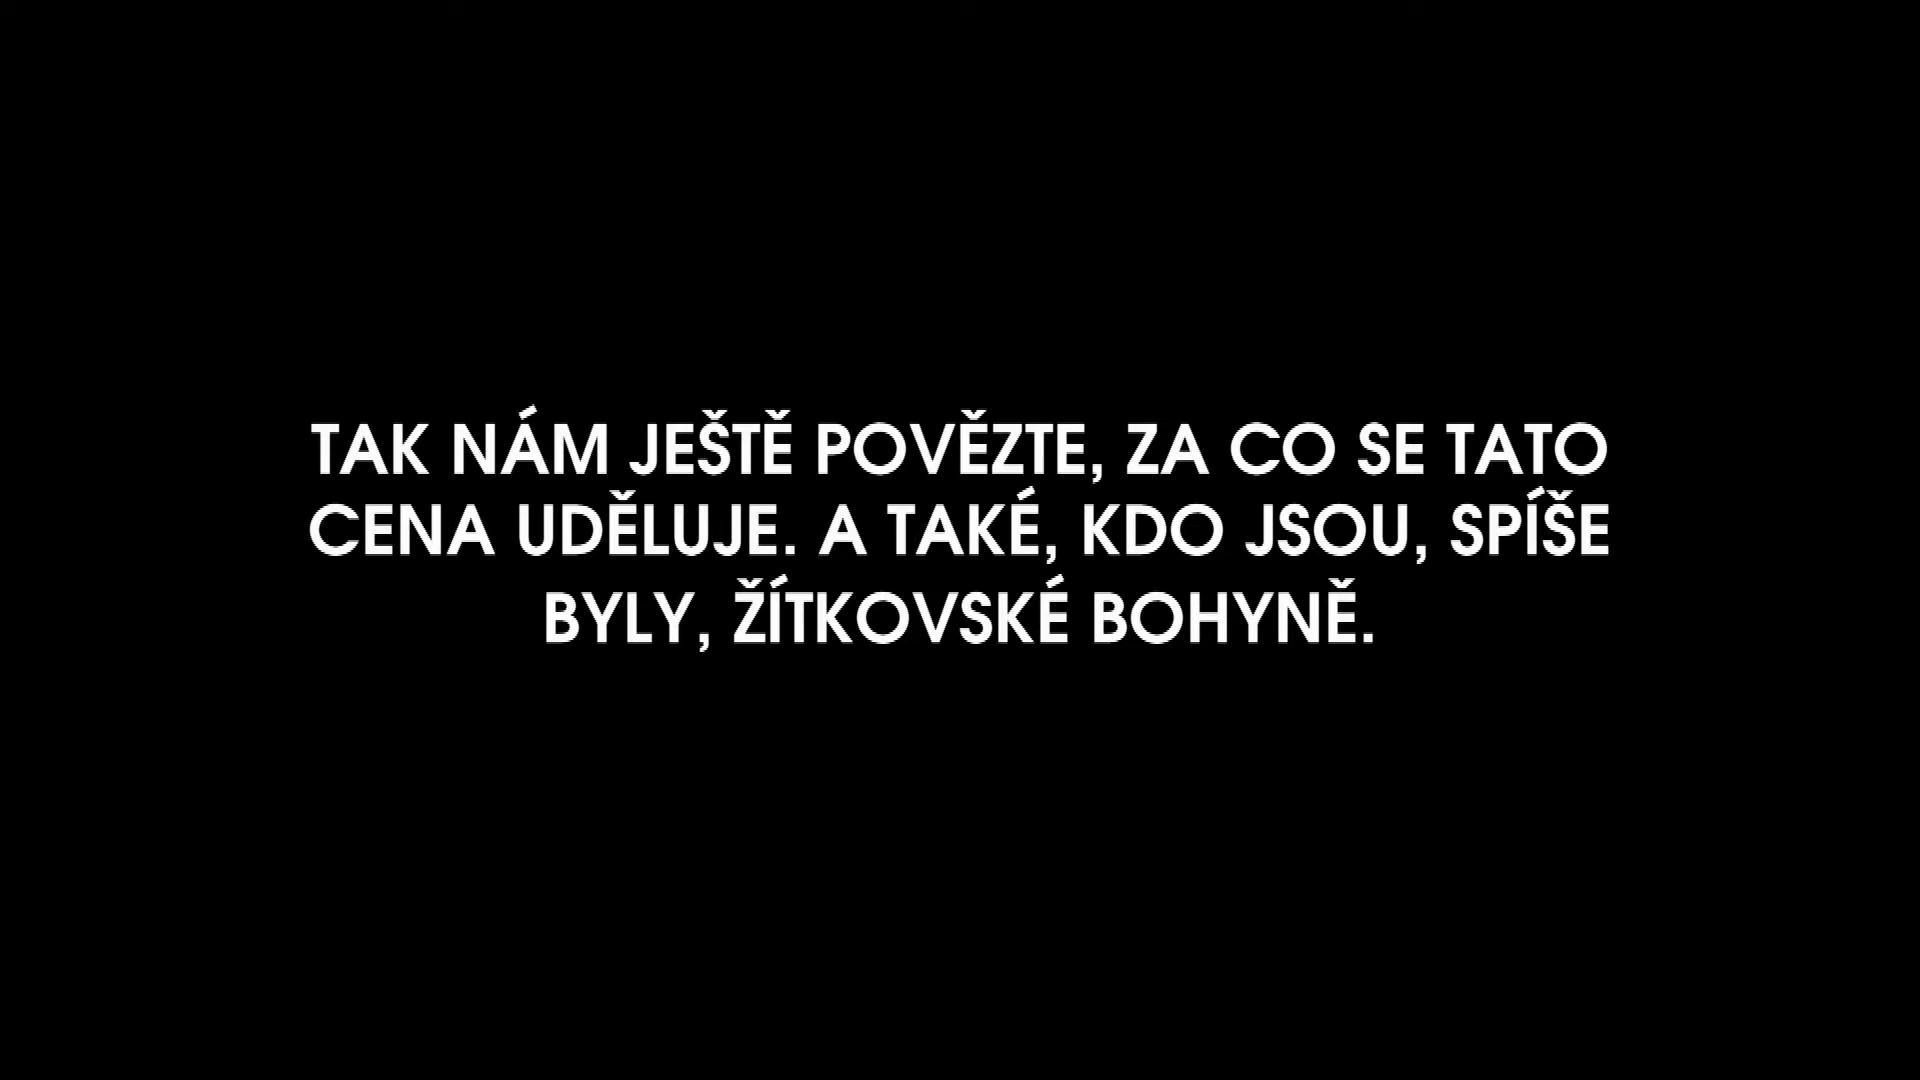 TAK NÁM JEŠTĚ POVĚZTE, ZA CO SE TATO
CENA UDĚLUJE. A TAKÉ, KDO JSOU, SPÍŠE
BYLY, ŽÍTKOVSKÉ BOHYNĚ.